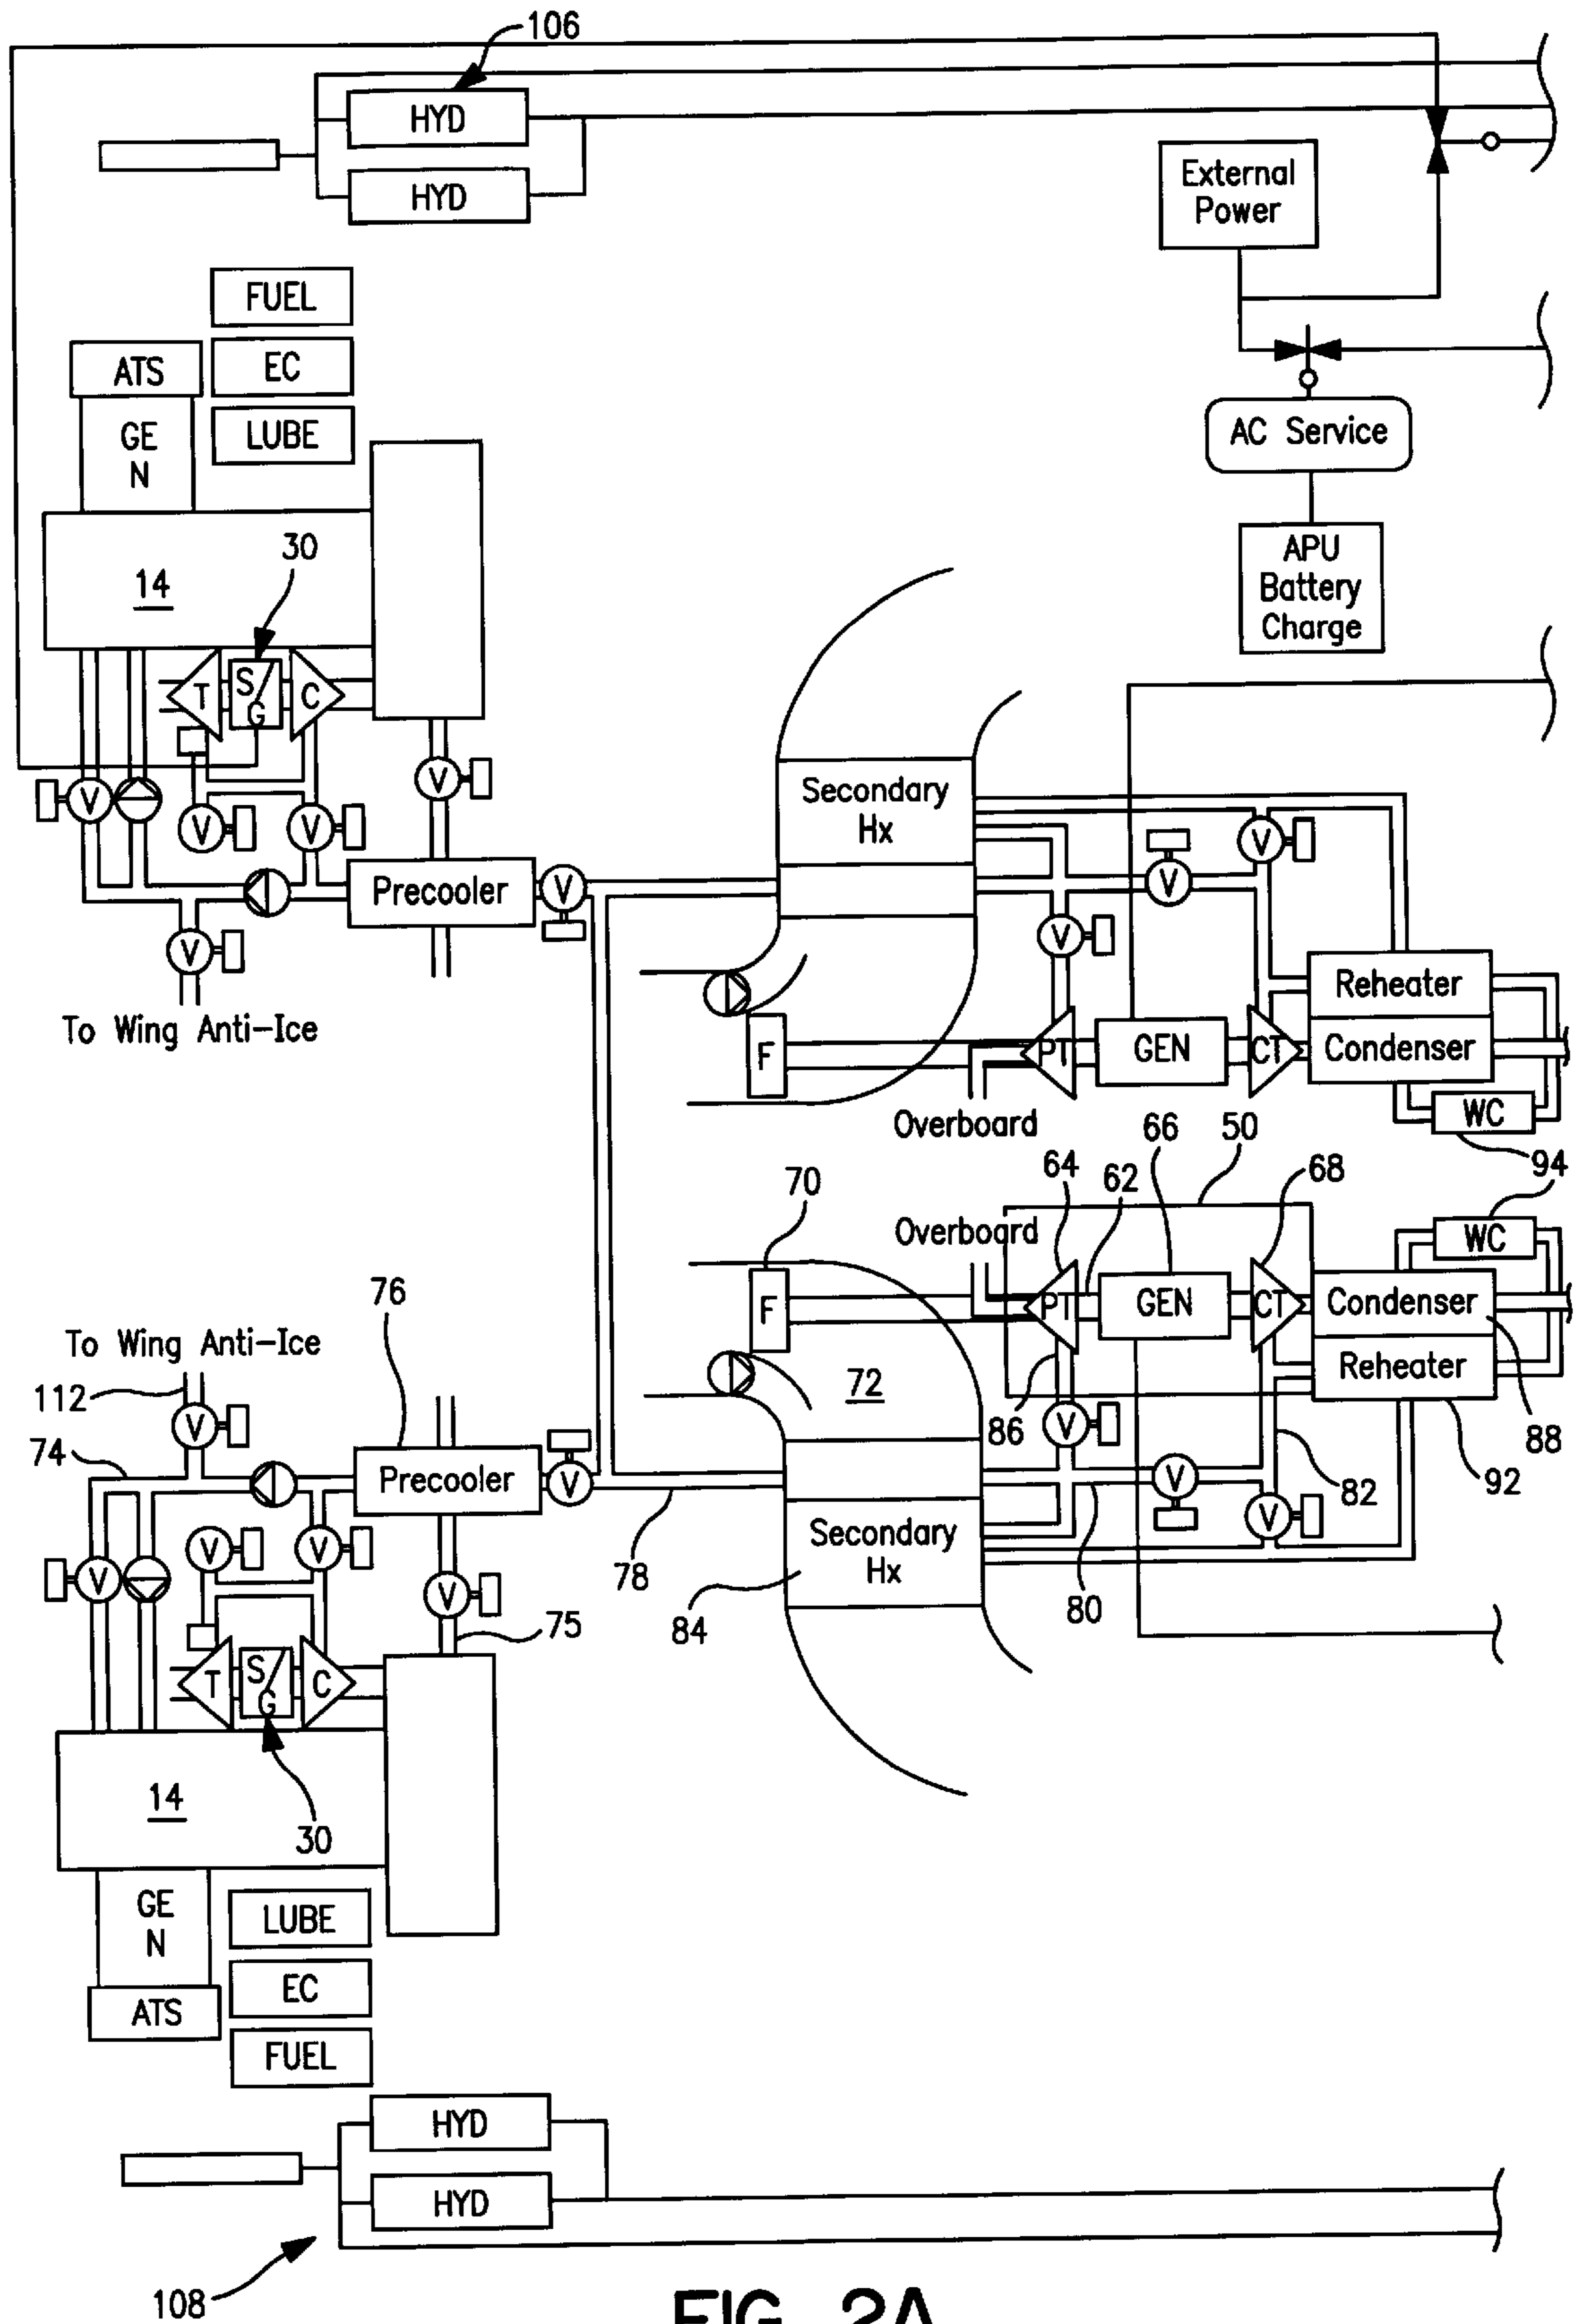 106
HYD
HYD
External
Power
FUEL
ATS
EC
GE
N
LUBE
AC Service
APU
Battery
Charge
14
30
T
S/G
C
V
V
V
V
V
Secondary
Hx
V
V
Precooler
V
V
V
Reheater
To Wing Anti-Ice
F
PT
GEN
CT
Condenser
WC
Overboard
66
50
94
64
62
68
70
Overboard
WC
76
F
PT
GEN
CT
Condenser
To Wing Anti-Ice
Reheater
112
72
86
V
V
88
74
Precooler
V
V
82
92
Secondary
Hx
V
V
V
V
V
78
80
84
75
T
S/G
C
14
30
GE
N
LUBE
EC
ATS
FUEL
HYD
HYD
108
FIG. 2A